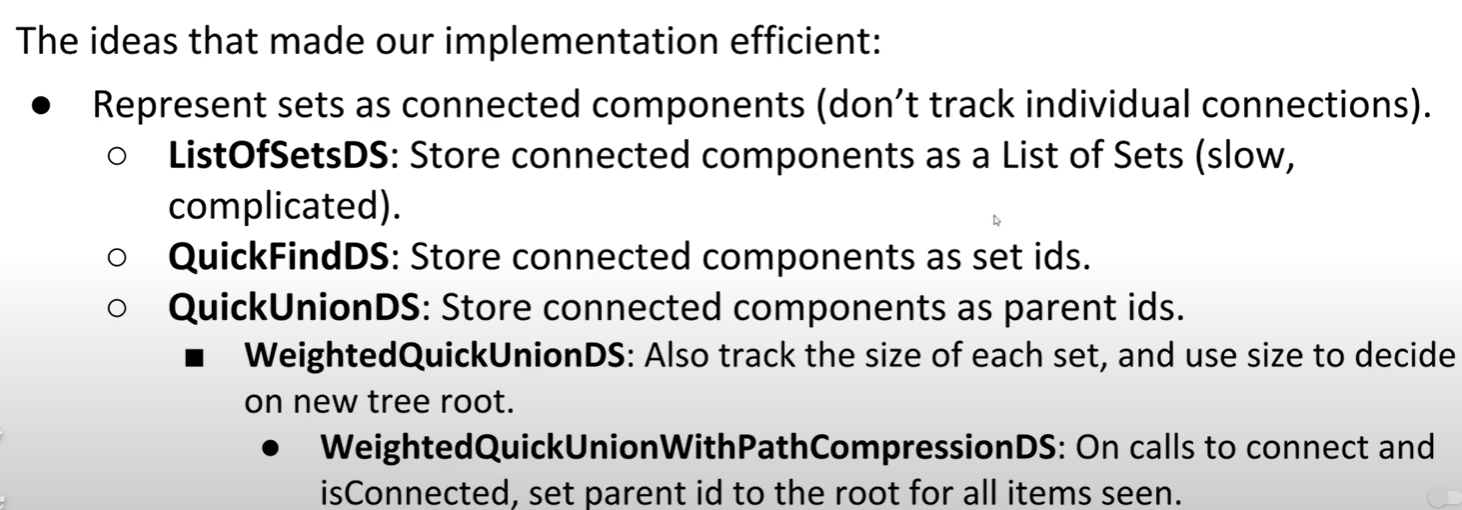 The ideas that made our implementation efficient:
● Represent sets as connected components (don’t track individual connections).
○ ListOfSetsDS: Store connected components as a List of Sets (slow,
complicated).
○ QuickFindDS: Store connected components as set ids.
○ QuickUnionDS: Store connected components as parent ids.
■ WeightedQuickUnionDS: Also track the size of each set, and use size to decide
on new tree root.
● WeightedQuickUnionWithPathCompressionDS: On calls to connect and
isConnected, set parent id to the root for all items seen.